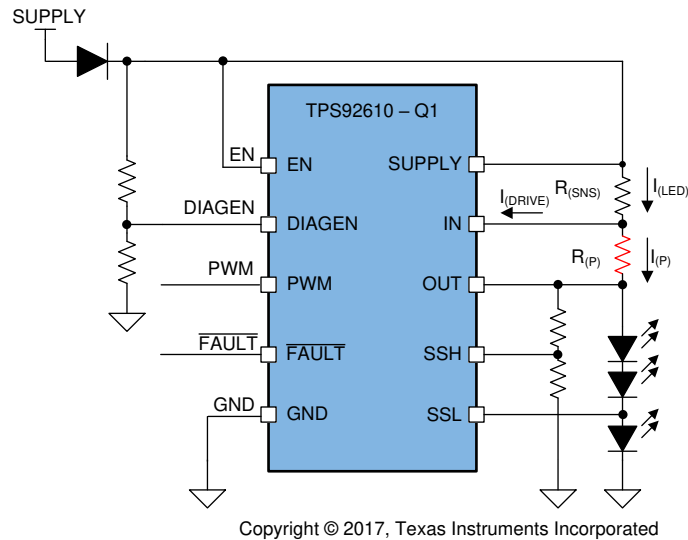 SUPPLY
TPS92610 – Q1
EN
EN
SUPPLY
R(SNS)
I(LED)
I(DRIVE)
DIAGEN
DIAGEN
IN
R(P)
I(P)
PWM
PWM
OUT
FAULT
FAULT
SSH
GND
GND
SSL
Copyright © 2017, Texas Instruments Incorporated